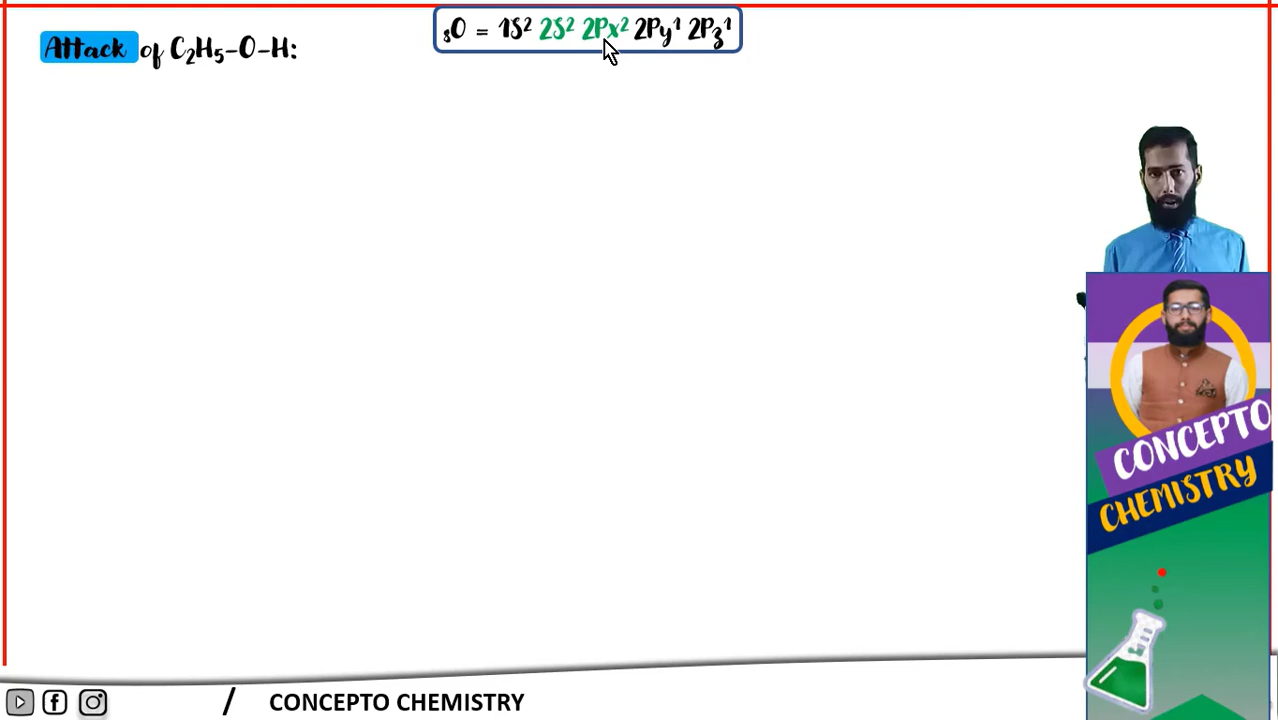 Attack of C₂H₅-O-H:
₈O = 1S² 2S² 2Px² 2Py¹ 2Pz¹
CONCEPTO
CHEMISTRY
/ CONCEPTO CHEMISTRY